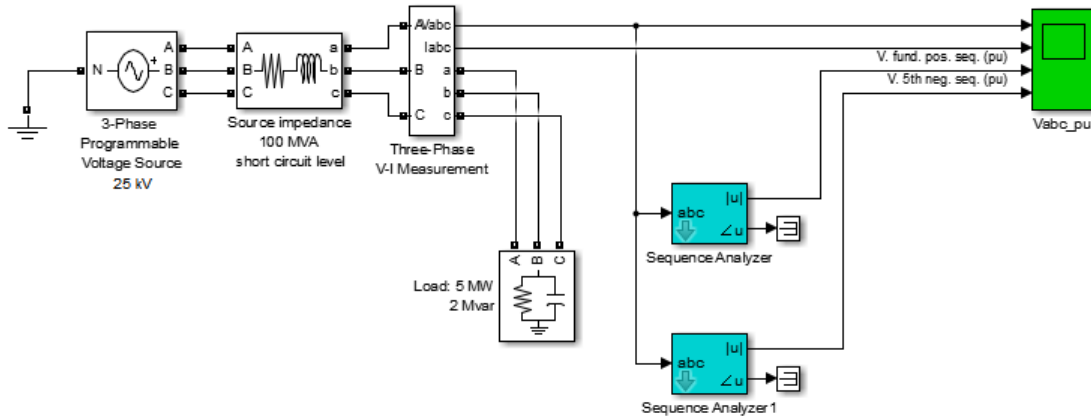 N
A
B
C
3-Phase
Programmable
Voltage Source
25 kV
A
B
C
a
b
c
Source impedance
100 MVA
short circuit level
A
B
C
Vabc
Iabc
a
b
c
Three-Phase
V-I Measurement
V. fund. pos. seq. (pu)
V. 5th neg. seq. (pu)
Vabc_pu
A B C
Load: 5 MW
2 Mvar
abc
|u|
∠u
Sequence Analyzer
abc
|u|
∠u
Sequence Analyzer1